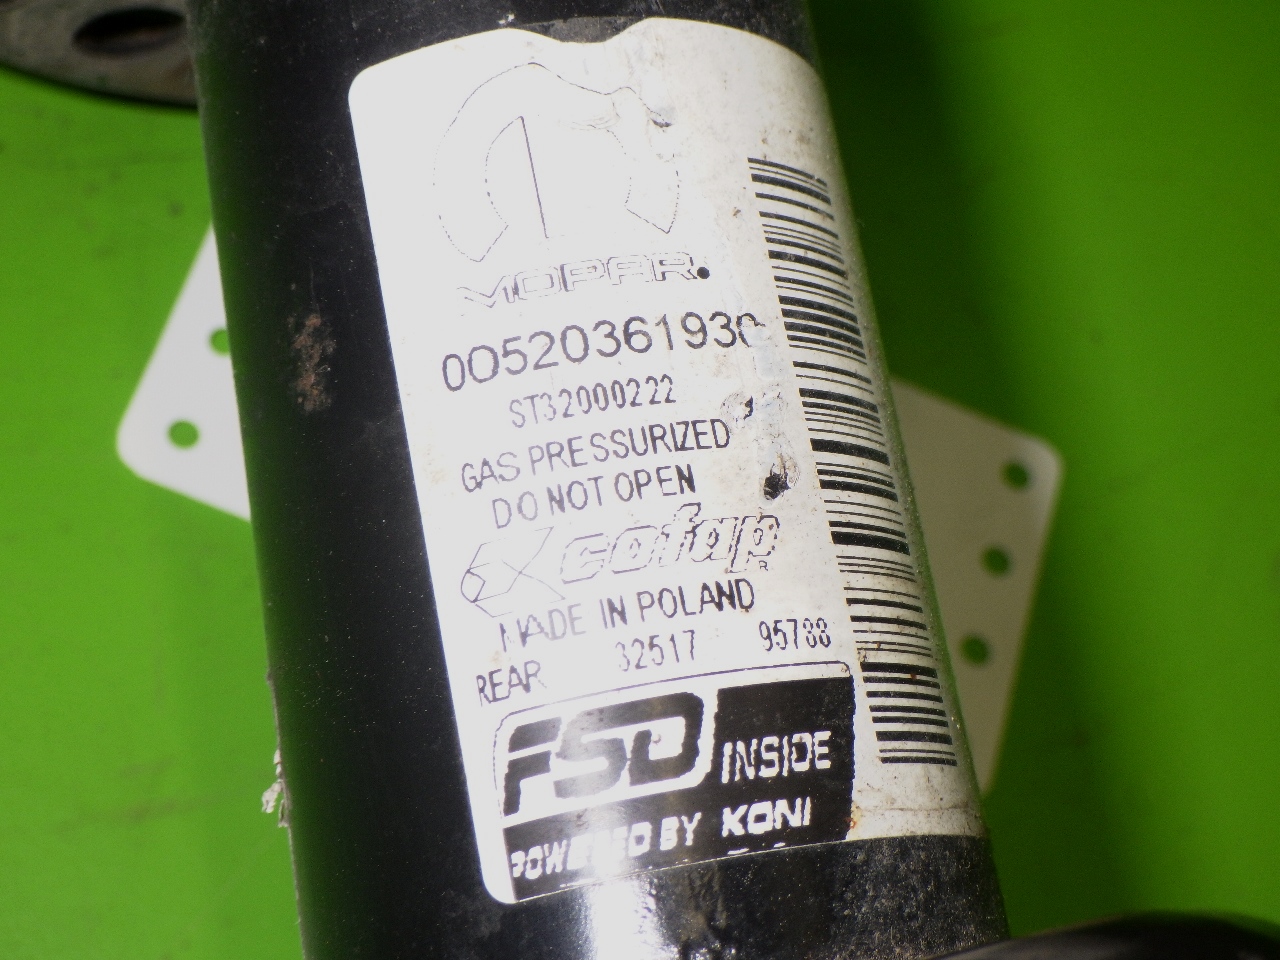 MOPAR.
00520361930
ST32000222
GAS PRESSURIZED
DO NOT OPEN
cofap
R
MADE IN POLAND
REAR 32517 95788
FSD INSIDE
POWERED BY KONI